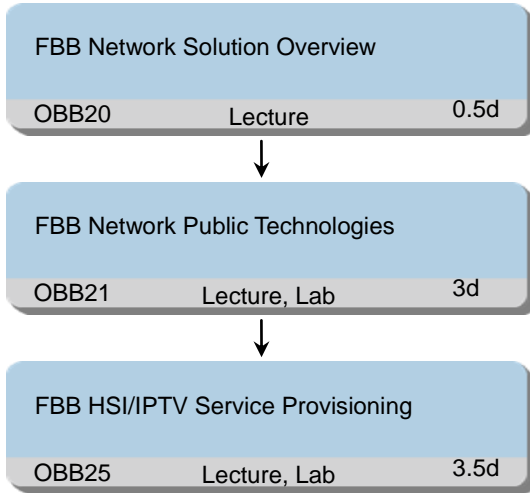 FBB Network Solution Overview
OBB20 Lecture 0.5d
FBB Network Public Technologies
OBB21 Lecture, Lab 3d
FBB HSI/IPTV Service Provisioning
OBB25 Lecture, Lab 3.5d